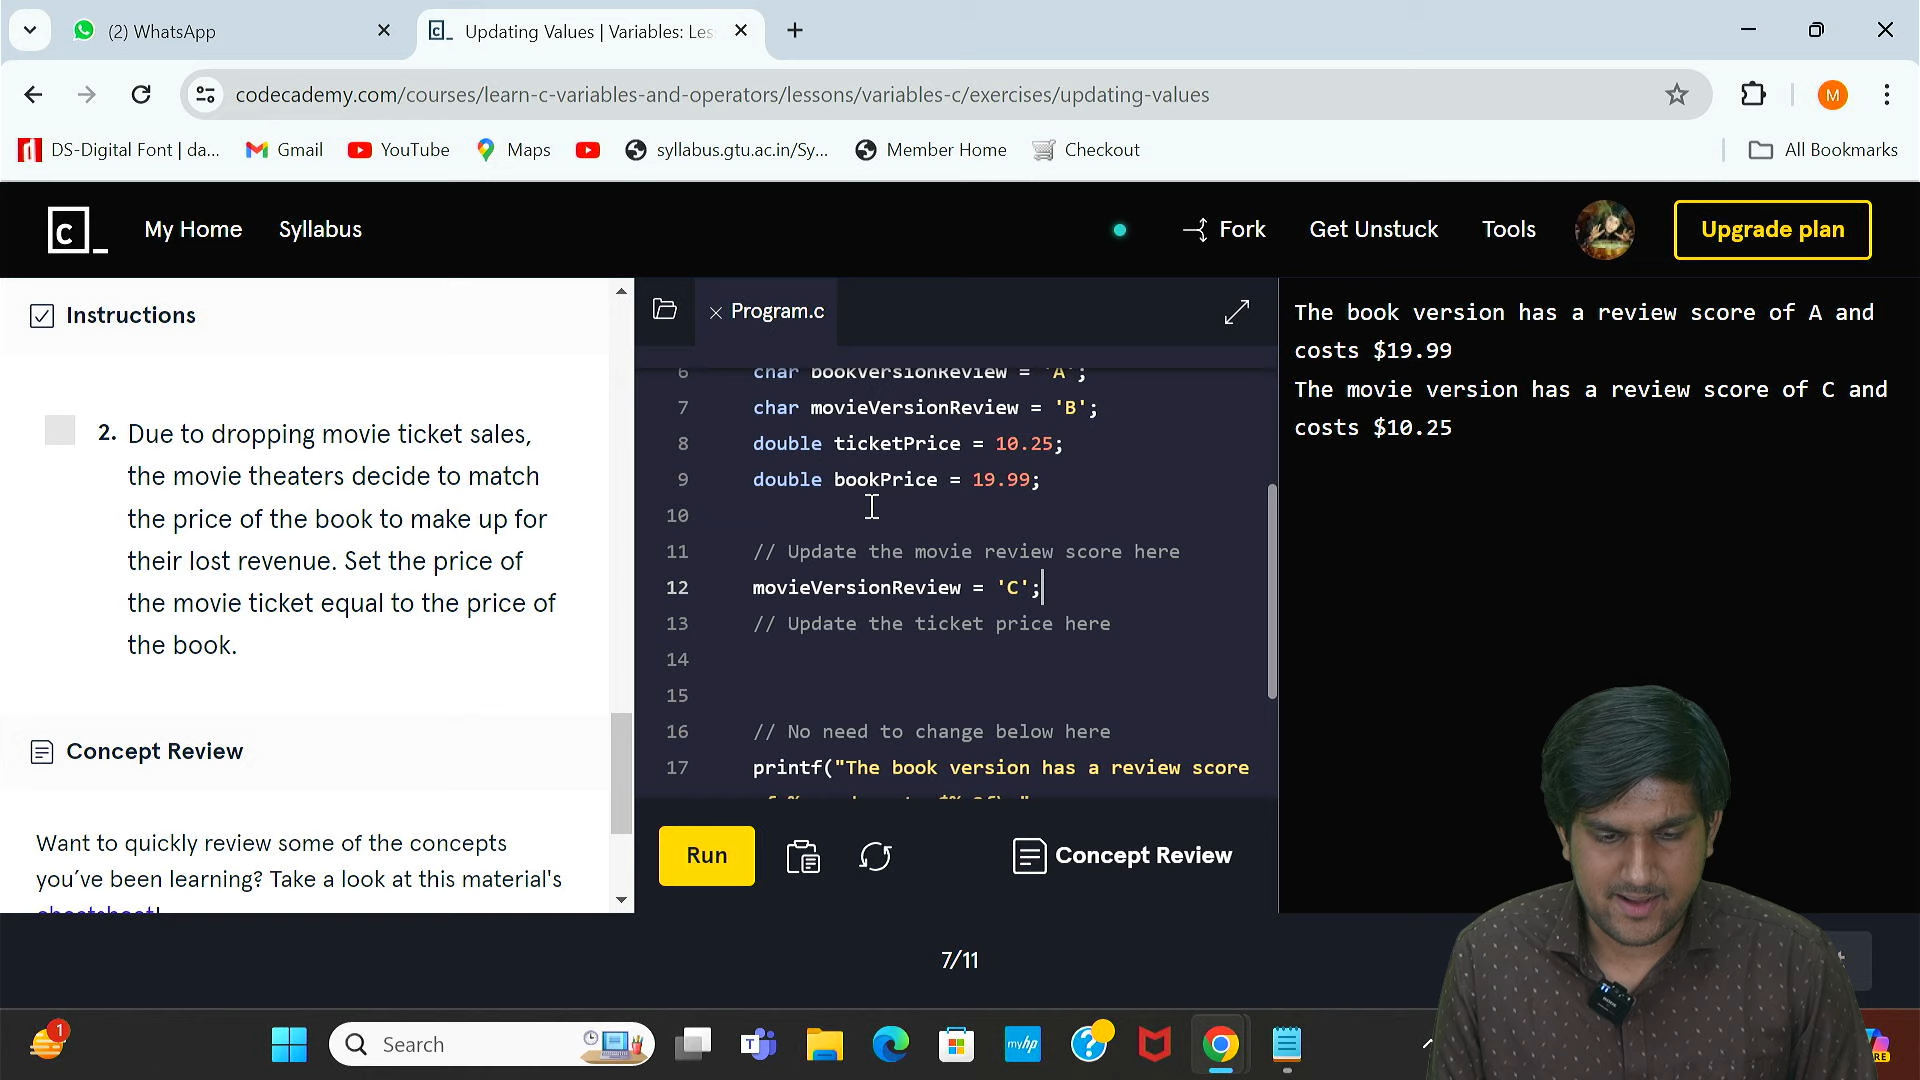 (2) WhatsApp
Updating Values | Variables: Les
codecademy.com/courses/learn-c-variables-and-operators/lessons/variables-c/exercises/updating-values
DS-Digital Font | da...
Gmail
YouTube
Maps
syllabus.gtu.ac.in/Sy...
Member Home
Checkout
All Bookmarks
M
My Home
Syllabus
Fork
Get Unstuck
Tools
Upgrade plan
Instructions
2. Due to dropping movie ticket sales,
the movie theaters decide to match
the price of the book to make up for
their lost revenue. Set the price of
the movie ticket equal to the price of
the book.
Concept Review
Want to quickly review some of the concepts
you've been learning? Take a look at this material's
cheatsheet!
Program.c
6 char bookVersionReview = 'A';
7 char movieVersionReview = 'B';
8 double ticketPrice = 10.25;
9 double bookPrice = 19.99;
10
11 // Update the movie review score here
12 movieVersionReview = 'C';
13 // Update the ticket price here
14
15
16 // No need to change below here
17 printf("The book version has a review score
Run
Concept Review
The book version has a review score of A and
costs $19.99
The movie version has a review score of C and
costs $10.25
7/11
1
Search
myhp